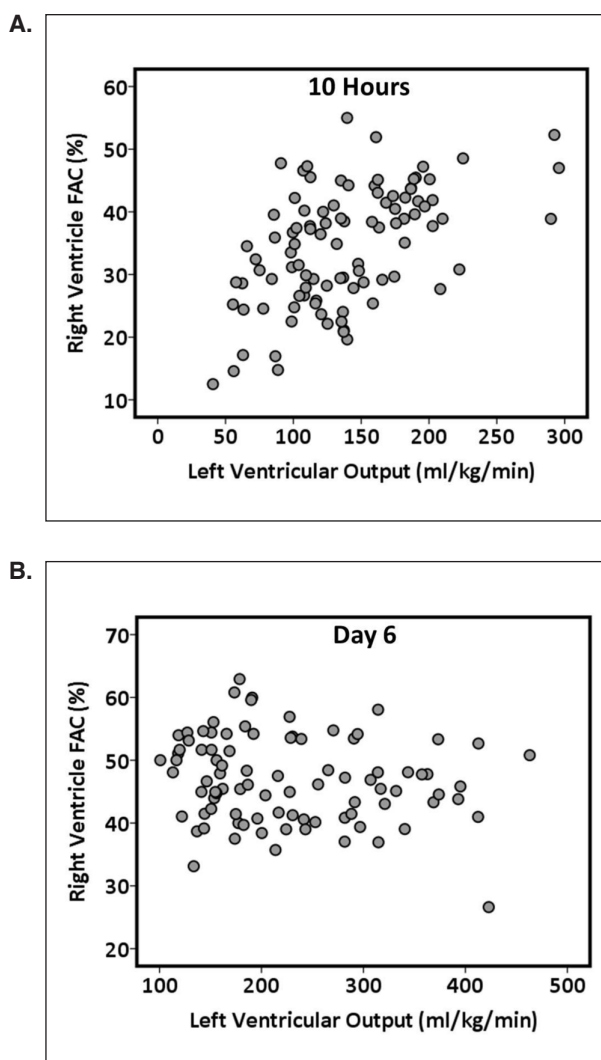 A.
10 Hours
60
50
40
30
20
10
Right Ventricle FAC (%)
0 50 100 150 200 250 300
Left Ventricular Output (ml/kg/min)
B.
Day 6
70
60
50
40
30
20
Right Ventricle FAC (%)
100 200 300 400 500
Left Ventricular Output (ml/kg/min)